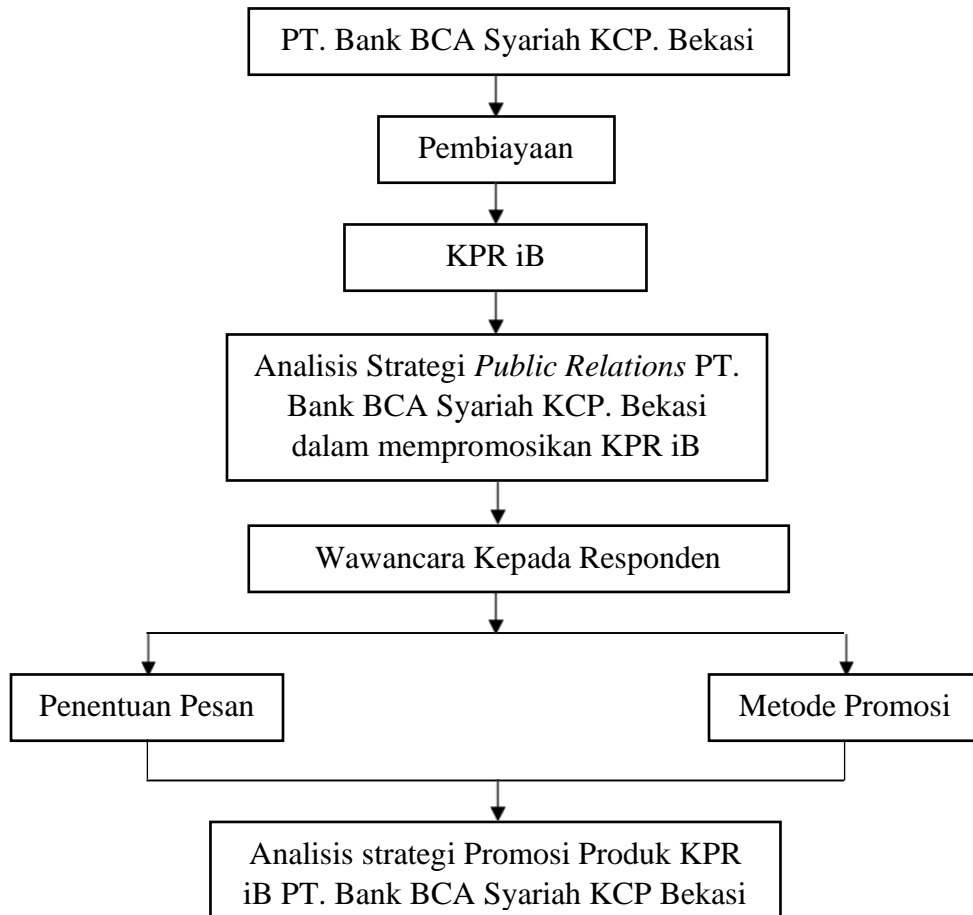 PT. Bank BCA Syariah KCP. Bekasi
Pembiayaan
KPR iB
Analisis Strategi Public Relations PT.
Bank BCA Syariah KCP. Bekasi
dalam mempromosikan KPR iB
Wawancara Kepada Responden
Penentuan Pesan
Metode Promosi
Analisis strategi Promosi Produk KPR
iB PT. Bank BCA Syariah KCP Bekasi